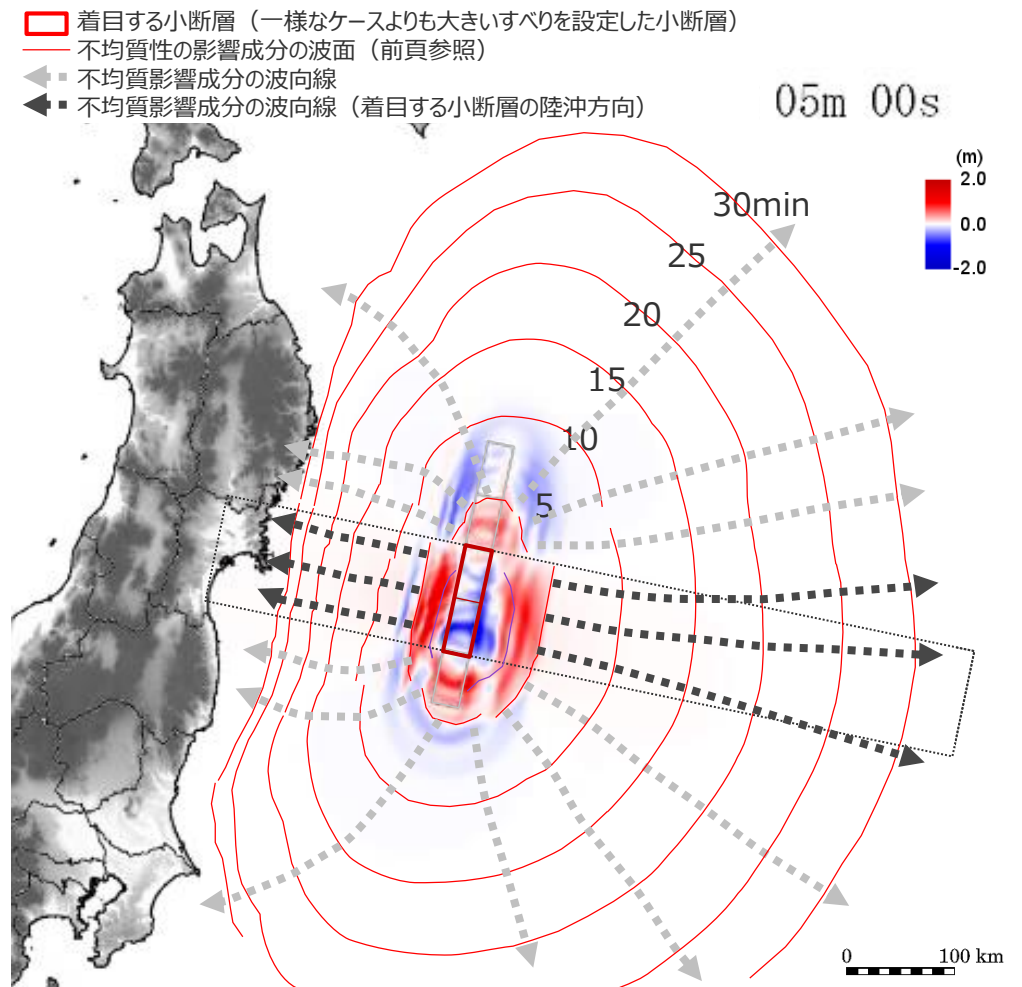 着目する小断層（一様なケースよりも大きいすべりを設定した小断層）
不均質性の影響成分の波面（前頁参照）
不均質影響成分の波向線
不均質影響成分の波向線（着目する小断層の陸沖方向）
05m 00s
(m)
2.0
0.0
-2.0
30min
25
20
15
10
5
0 100 km